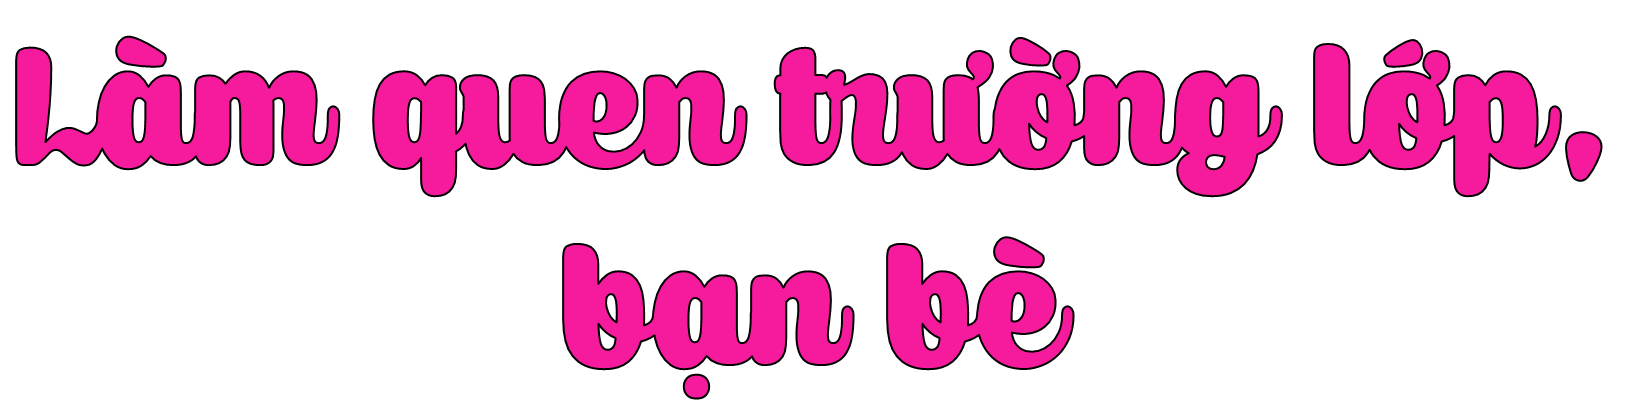 Làm quen trường lớp,
bạn bè